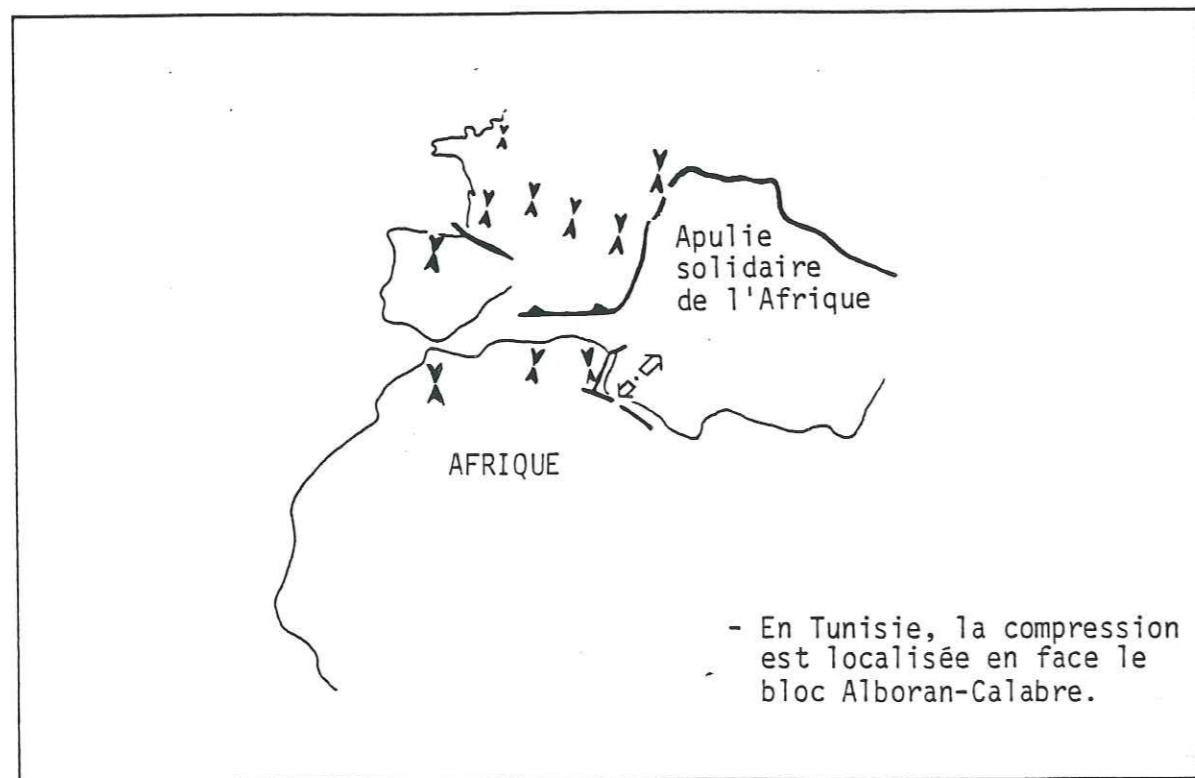 Apulie
solidaire
de l'Afrique
AFRIQUE
- En Tunisie, la compression
est localisée en face le
bloc Alboran-Calabre.